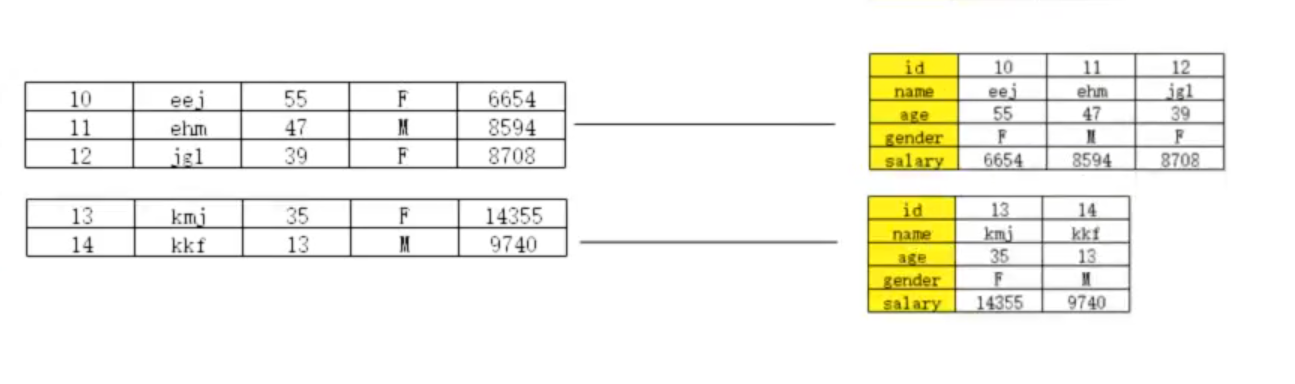 10 eej 55 F 6654
11 ehm 47 M 8594
12 jgl 39 F 8708
13 kmj 35 F 14355
14 kkf 13 M 9740
id 10 11 12
name eej ehm jgl
age 55 47 39
gender F M F
salary 6654 8594 8708
id 13 14
name kmj kkf
age 35 13
gender F M
salary 14355 9740